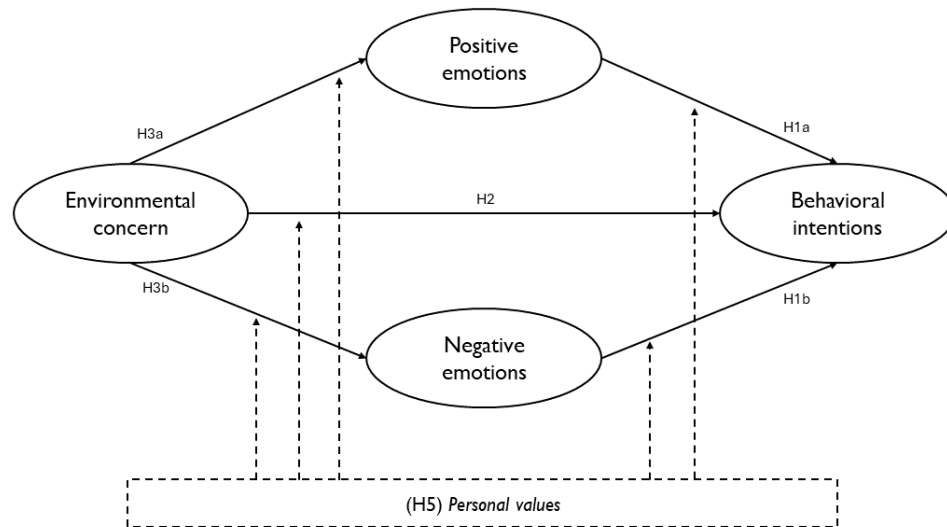 Positive
emotions
H3a
H1a
Environmental
concern
H2
Behavioral
intentions
H3b
H1b
Negative
emotions
(H5) Personal values